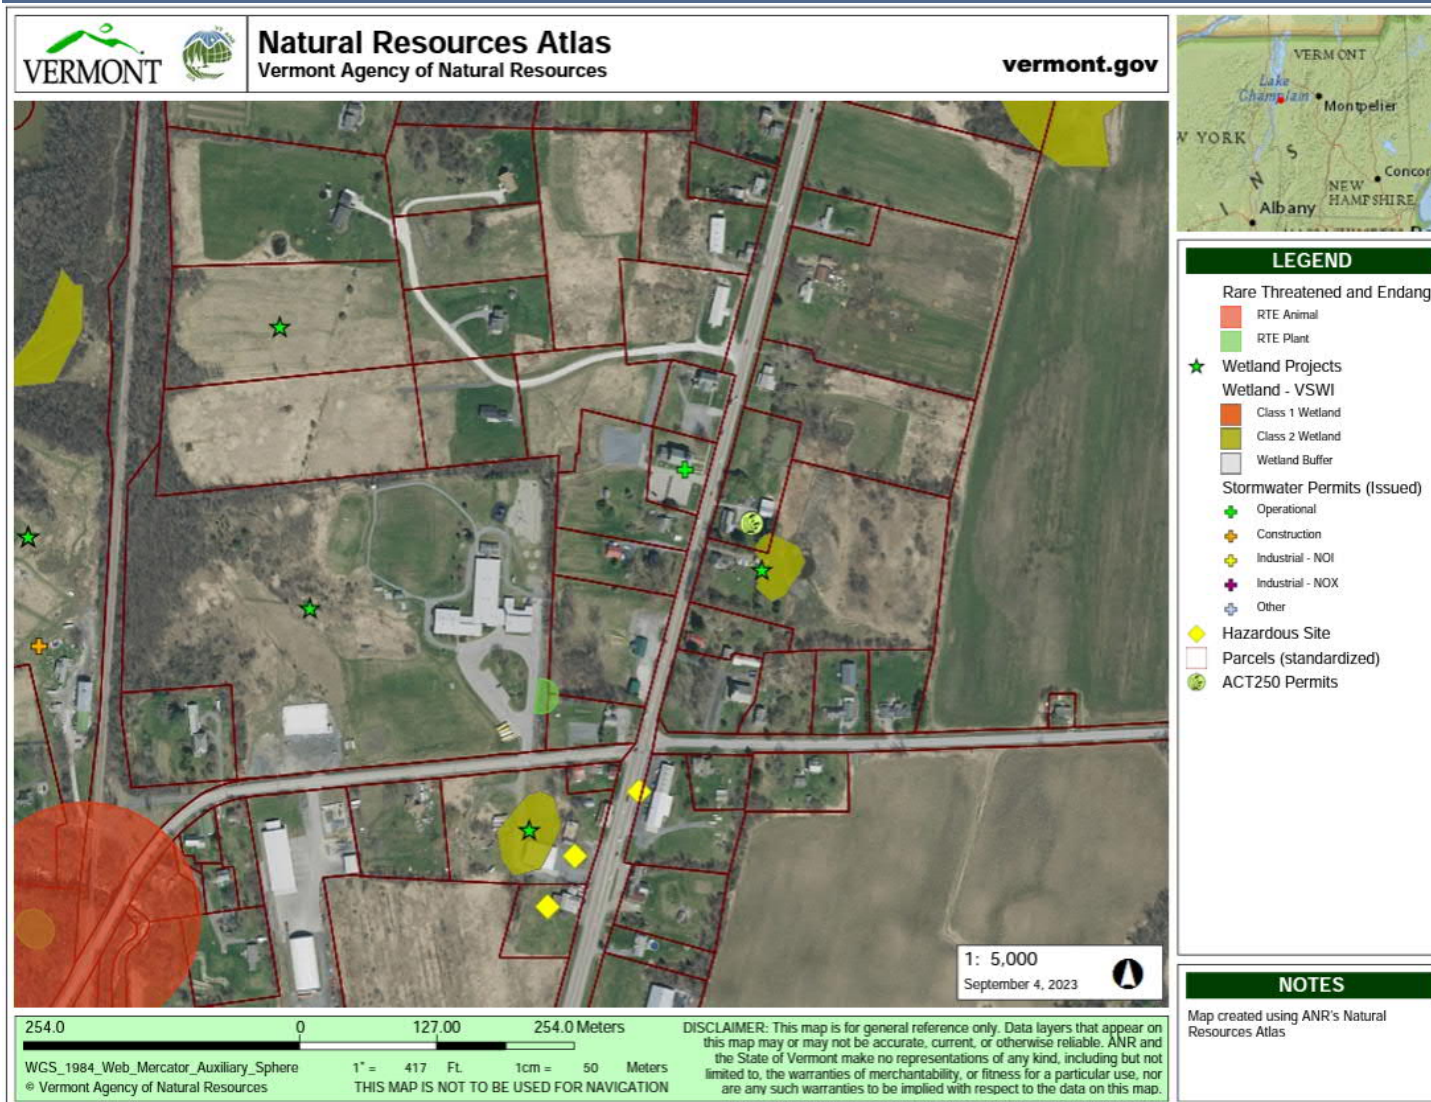 VERMONT
Natural Resources Atlas
Vermont Agency of Natural Resources
vermont.gov
VERMONT
Lake
Champlain
Montpelier
W YORK
S
N
I
Concor
NEW
HAMPSHIRE
Albany
LEGEND
Rare Threatened and Endang
RTE Animal
RTE Plant
Wetland Projects
Wetland - VSWI
Class 1 Wetland
Class 2 Wetland
Wetland Buffer
Stormwater Permits (Issued)
Operational
Construction
Industrial - NOI
Industrial - NOX
Other
Hazardous Site
Parcels (standardized)
ACT250 Permits
1: 5,000
September 4, 2023
NOTES
Map created using ANR's Natural
Resources Atlas
254.0 0 127.00 254.0 Meters
WGS_1984_Web_Mercator_Auxiliary_Sphere
© Vermont Agency of Natural Resources
1" = 417 Ft. 1cm = 50 Meters
THIS MAP IS NOT TO BE USED FOR NAVIGATION
DISCLAIMER: This map is for general reference only. Data layers that appear on
this map may or may not be accurate, current, or otherwise reliable. ANR and
the State of Vermont make no representations of any kind, including but not
limited to, the warranties of merchantability, or fitness for a particular use, nor
are any such warranties to be implied with respect to the data on this map.